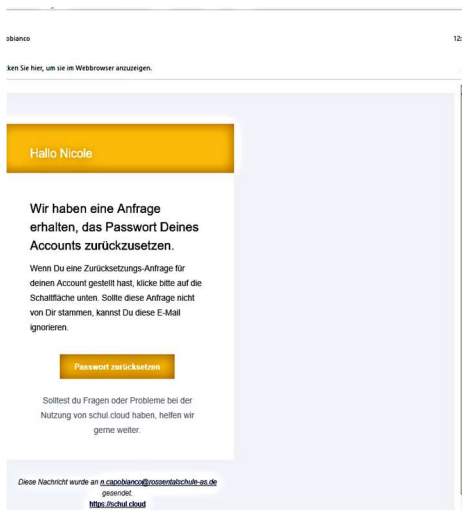 obianco
12:
ken Sie hier, um sie im Webbrowser anzuzeigen.
Hallo Nicole
Wir haben eine Anfrage
erhalten, das Passwort Deines
Accounts zurückzusetzen.
Wenn Du eine Zurücksetzungs-Anfrage für
deinen Account gestellt hast, klicke bitte auf die
Schaltfläche unten. Sollte diese Anfrage nicht
von Dir stammen, kannst Du diese E-Mail
ignorieren.
Passwort zurücksetzen
Solltest du Fragen oder Probleme bei der
Nutzung von schul.cloud haben, helfen wir
gerne weiter.
Diese Nachricht wurde an n.capobianco@rossentalschule-as.de
gesendet.
https://schul.cloud